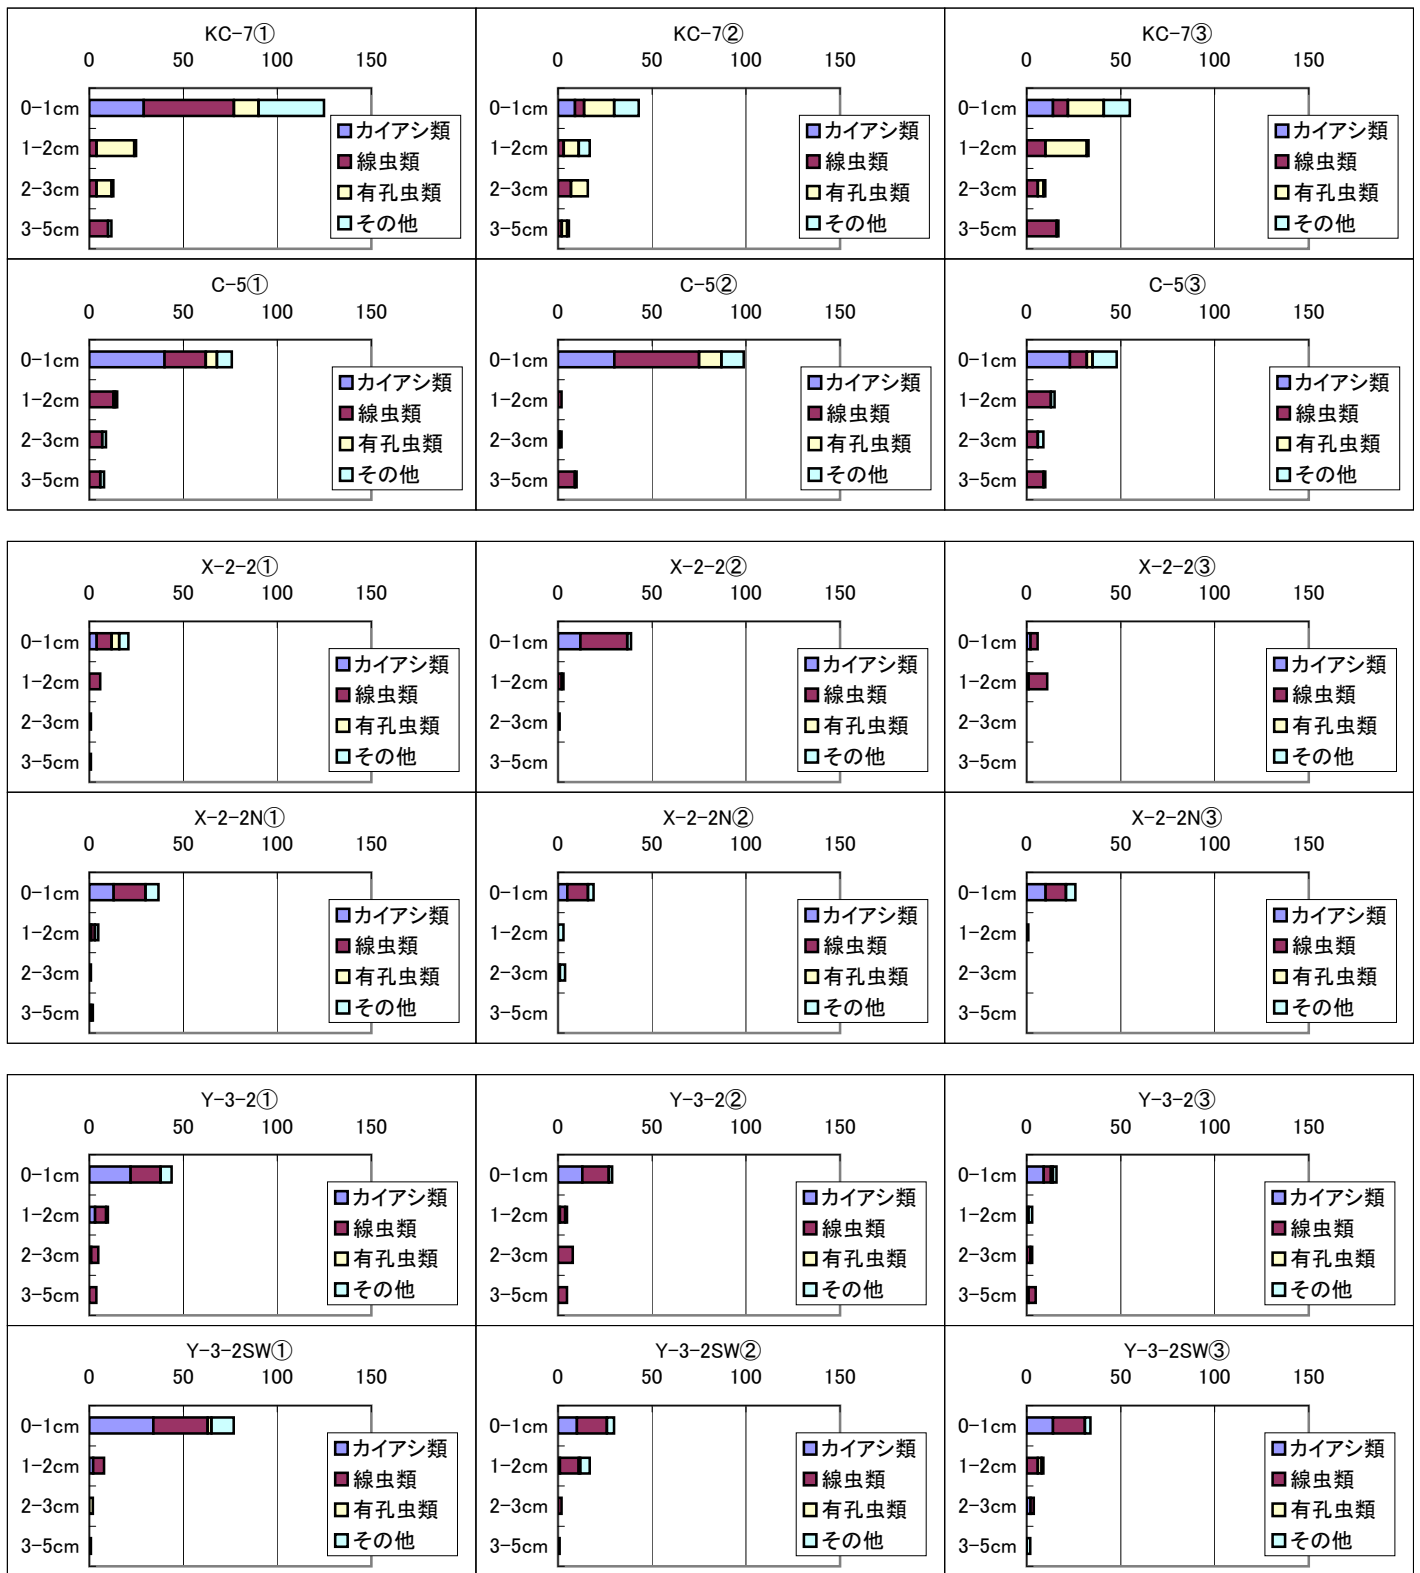 KC-7①
0 50 100 150
0-1cm
1-2cm
2-3cm
3-5cm
カイアシ類
線虫類
有孔虫類
その他
KC-7②
0 50 100 150
0-1cm
1-2cm
2-3cm
3-5cm
カイアシ類
線虫類
有孔虫類
その他
KC-7③
0 50 100 150
0-1cm
1-2cm
2-3cm
3-5cm
カイアシ類
線虫類
有孔虫類
その他
C-5①
0 50 100 150
0-1cm
1-2cm
2-3cm
3-5cm
カイアシ類
線虫類
有孔虫類
その他
C-5②
0 50 100 150
0-1cm
1-2cm
2-3cm
3-5cm
カイアシ類
線虫類
有孔虫類
その他
C-5③
0 50 100 150
0-1cm
1-2cm
2-3cm
3-5cm
カイアシ類
線虫類
有孔虫類
その他
X-2-2①
0 50 100 150
0-1cm
1-2cm
2-3cm
3-5cm
カイアシ類
線虫類
有孔虫類
その他
X-2-2②
0 50 100 150
0-1cm
1-2cm
2-3cm
3-5cm
カイアシ類
線虫類
有孔虫類
その他
X-2-2③
0 50 100 150
0-1cm
1-2cm
2-3cm
3-5cm
カイアシ類
線虫類
有孔虫類
その他
X-2-2N①
0 50 100 150
0-1cm
1-2cm
2-3cm
3-5cm
カイアシ類
線虫類
有孔虫類
その他
X-2-2N②
0 50 100 150
0-1cm
1-2cm
2-3cm
3-5cm
カイアシ類
線虫類
有孔虫類
その他
X-2-2N③
0 50 100 150
0-1cm
1-2cm
2-3cm
3-5cm
カイアシ類
線虫類
有孔虫類
その他
Y-3-2①
0 50 100 150
0-1cm
1-2cm
2-3cm
3-5cm
カイアシ類
線虫類
有孔虫類
その他
Y-3-2②
0 50 100 150
0-1cm
1-2cm
2-3cm
3-5cm
カイアシ類
線虫類
有孔虫類
その他
Y-3-2③
0 50 100 150
0-1cm
1-2cm
2-3cm
3-5cm
カイアシ類
線虫類
有孔虫類
その他
Y-3-2SW①
0 50 100 150
0-1cm
1-2cm
2-3cm
3-5cm
カイアシ類
線虫類
有孔虫類
その他
Y-3-2SW②
0 50 100 150
0-1cm
1-2cm
2-3cm
3-5cm
カイアシ類
線虫類
有孔虫類
その他
Y-3-2SW③
0 50 100 150
0-1cm
1-2cm
2-3cm
3-5cm
カイアシ類
線虫類
有孔虫類
その他